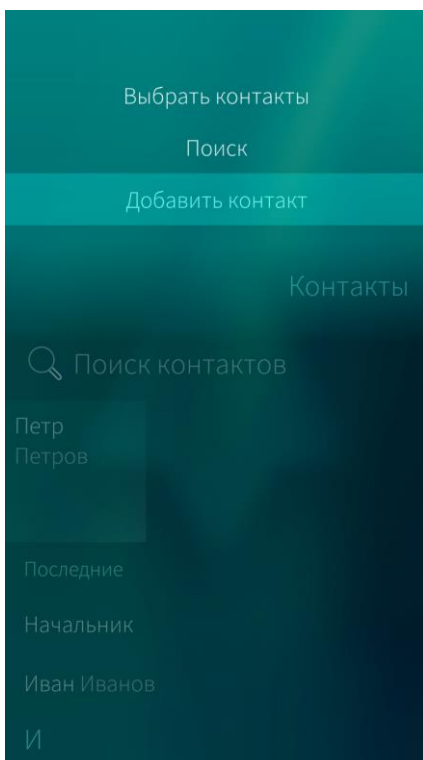 Выбрать контакты
Поиск
Добавить контакт
Контакты
Поиск контактов
Петр
Петров
Последние
Начальник
Иван Иванов
И